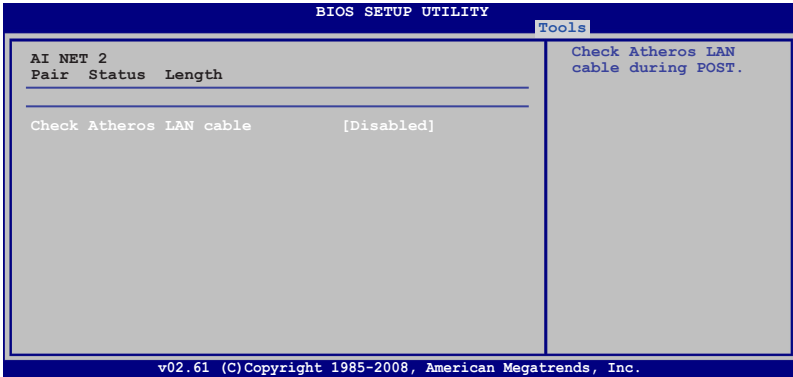 BIOS SETUP UTILITY
Tools
AI NET 2
Pair Status Length
Check Atheros LAN cable [Disabled]
Check Atheros LAN
cable during POST.
v02.61 (C)Copyright 1985-2008, American Megatrends, Inc.